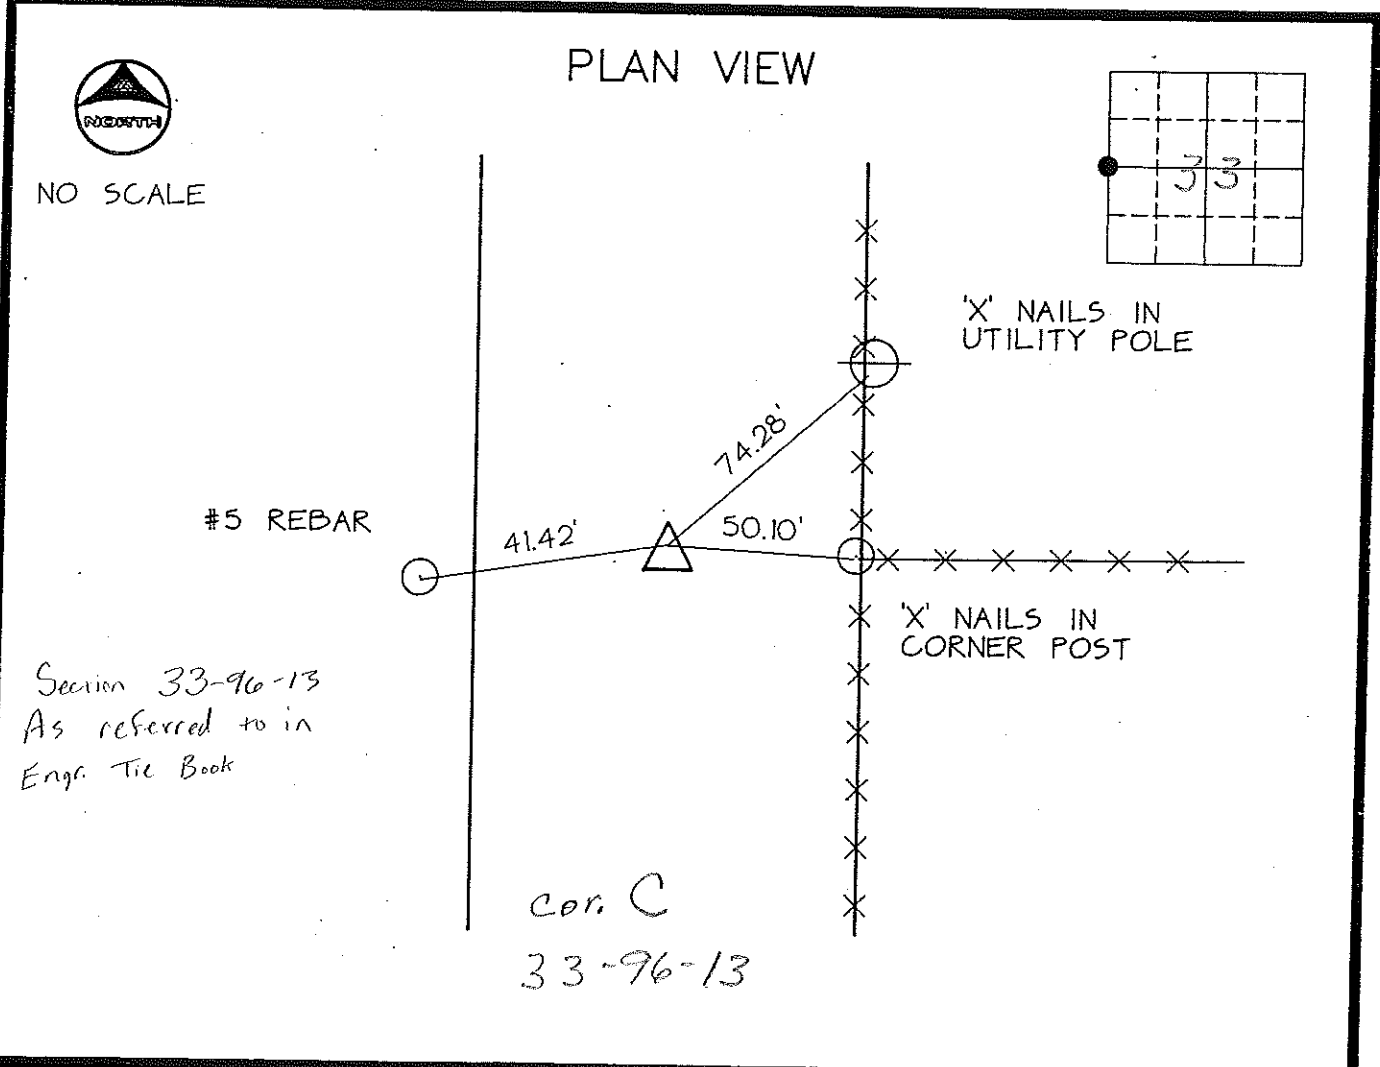 PLAN VIEW
NORTH
NO SCALE
33
'X' NAILS IN
UTILITY POLE
74.28'
#5 REBAR
41.42'
50.10'
'X' NAILS IN
CORNER POST
Section 33-96-13
As referred to in
Engr. Tie Book
Cor. C
33-96-13